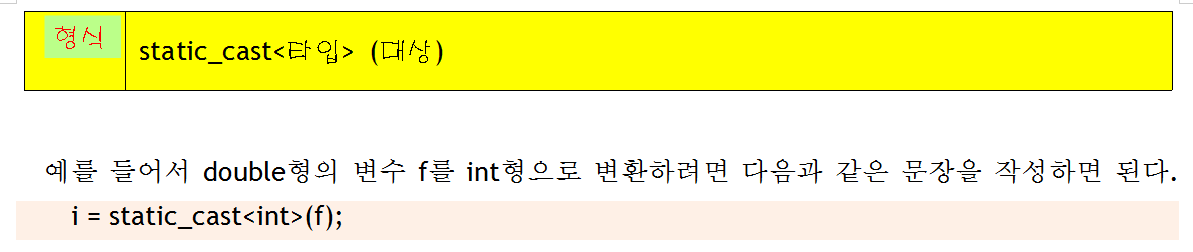 형식
static_cast<타입> (대상)
예를 들어서 double형의 변수 f를 int형으로 변환하려면 다음과 같은 문장을 작성하면 된다.
i = static_cast<int>(f);